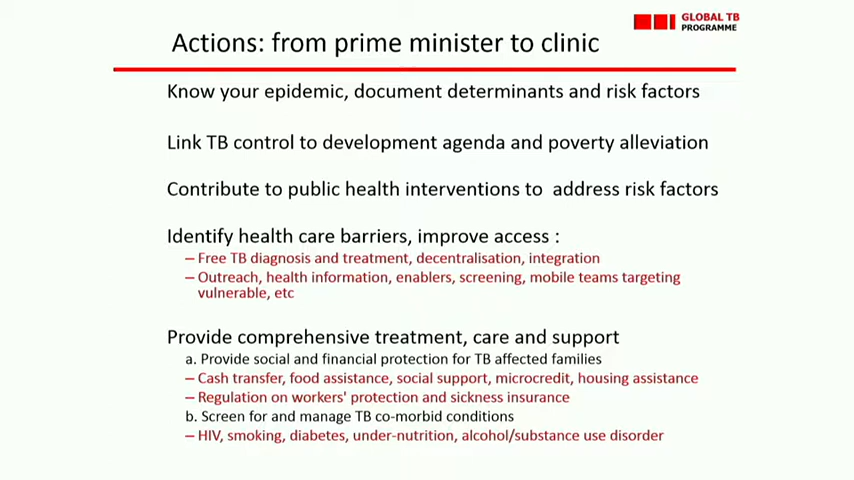 GLOBAL TB
PROGRAMME
Actions: from prime minister to clinic
Know your epidemic, document determinants and risk factors
Link TB control to development agenda and poverty alleviation
Contribute to public health interventions to address risk factors
Identify health care barriers, improve access :
– Free TB diagnosis and treatment, decentralisation, integration
– Outreach, health information, enablers, screening, mobile teams targeting
vulnerable, etc
Provide comprehensive treatment, care and support
a. Provide social and financial protection for TB affected families
– Cash transfer, food assistance, social support, microcredit, housing assistance
– Regulation on workers' protection and sickness insurance
b. Screen for and manage TB co-morbid conditions
– HIV, smoking, diabetes, under-nutrition, alcohol/substance use disorder